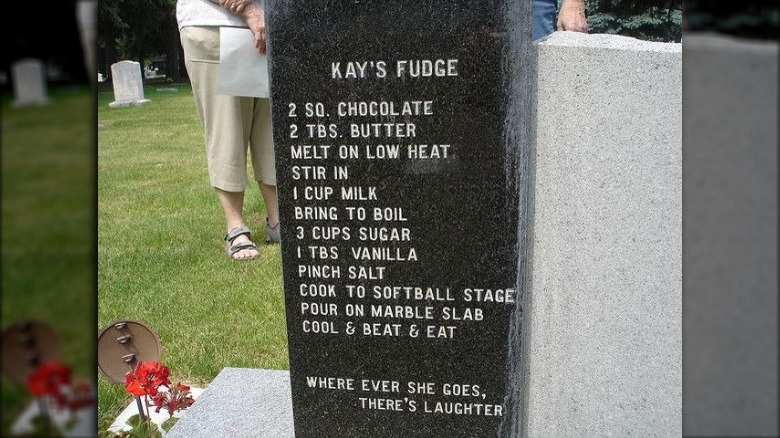 KAY'S FUDGE
2 SQ. CHOCOLATE
2 TBS. BUTTER
MELT ON LOW HEAT
STIR IN
1 CUP MILK
BRING TO BOIL
3 CUPS SUGAR
1 TBS VANILLA
PINCH SALT
COOK TO SOFTBALL STAGE
POUR ON MARBLE SLAB
COOL & BEAT & EAT
WHERE EVER SHE GOES,
THERE'S LAUGHTER